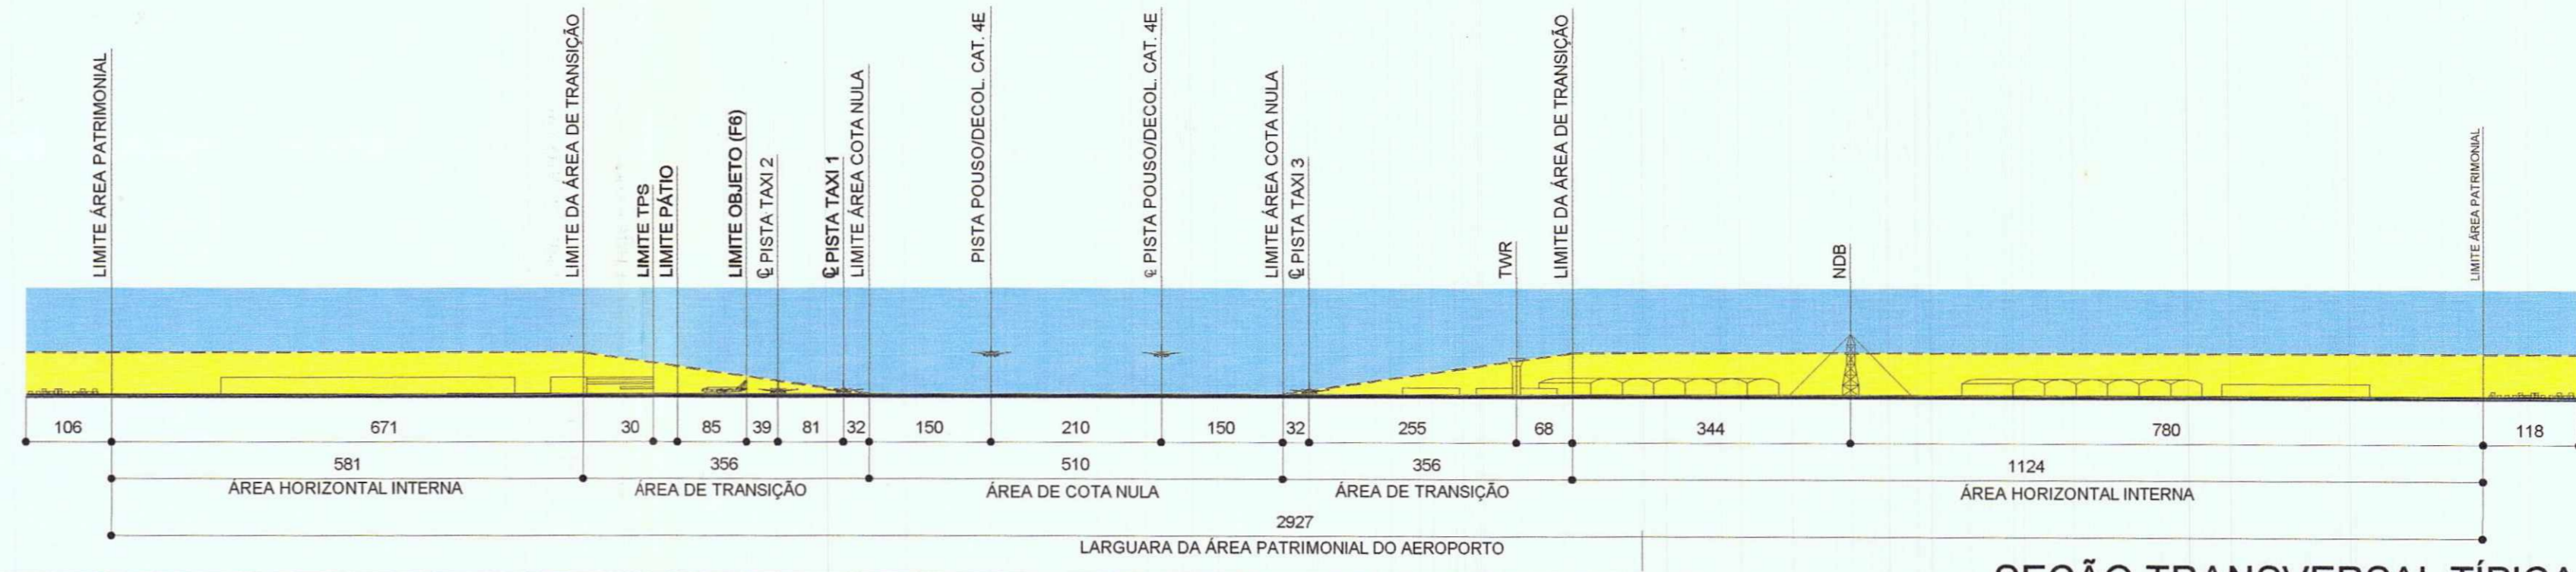 LIMITE ÁREA PATRIMONIAL
LIMITE DA ÁREA DE TRANSIÇÃO
LIMITE TPS
LIMITE PÁTIO
LIMITE OBJETO (F6)
℄ PISTA TAXI 2
℄ PISTA TAXI 1
LIMITE ÁREA COTA NULA
PISTA POUSO/DECOL. CAT. 4E
℄ PISTA POUSO/DECOL. CAT. 4E
LIMITE ÁREA COTA NULA
℄ PISTA TAXI 3
TWR
LIMITE DA ÁREA DE TRANSIÇÃO
NDB
LIMITE ÁREA PATRIMONIAL
106 671 30 85 39 81 32 150 210 150 32 255 68 344 780 118
581 356 510 356 1124
ÁREA HORIZONTAL INTERNA ÁREA DE TRANSIÇÃO ÁREA DE COTA NULA ÁREA DE TRANSIÇÃO ÁREA HORIZONTAL INTERNA
2927
LARGUARA DA ÁREA PATRIMONIAL DO AEROPORTO
SEÇÃO TRANSVERSAL TÍPICA